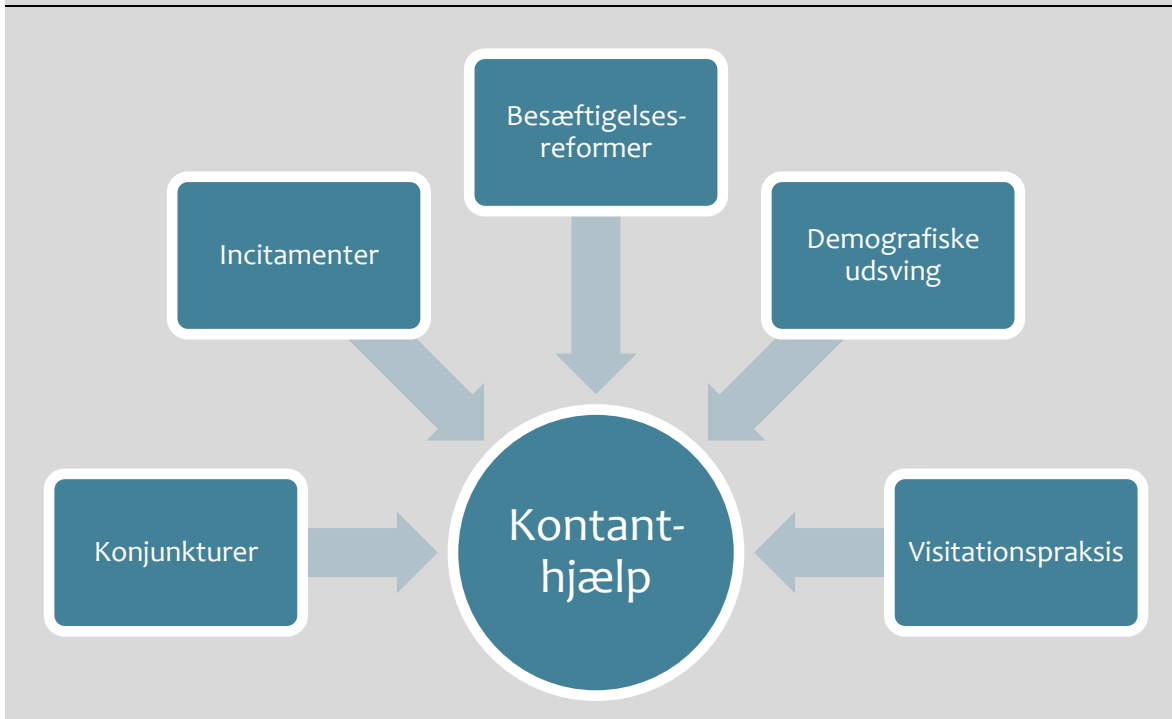 Besæftigelses-
reformer
Incitamenter
Demografiske
udsving
Konjunkturer
Kontant-
hjælp
Visitationspraksis